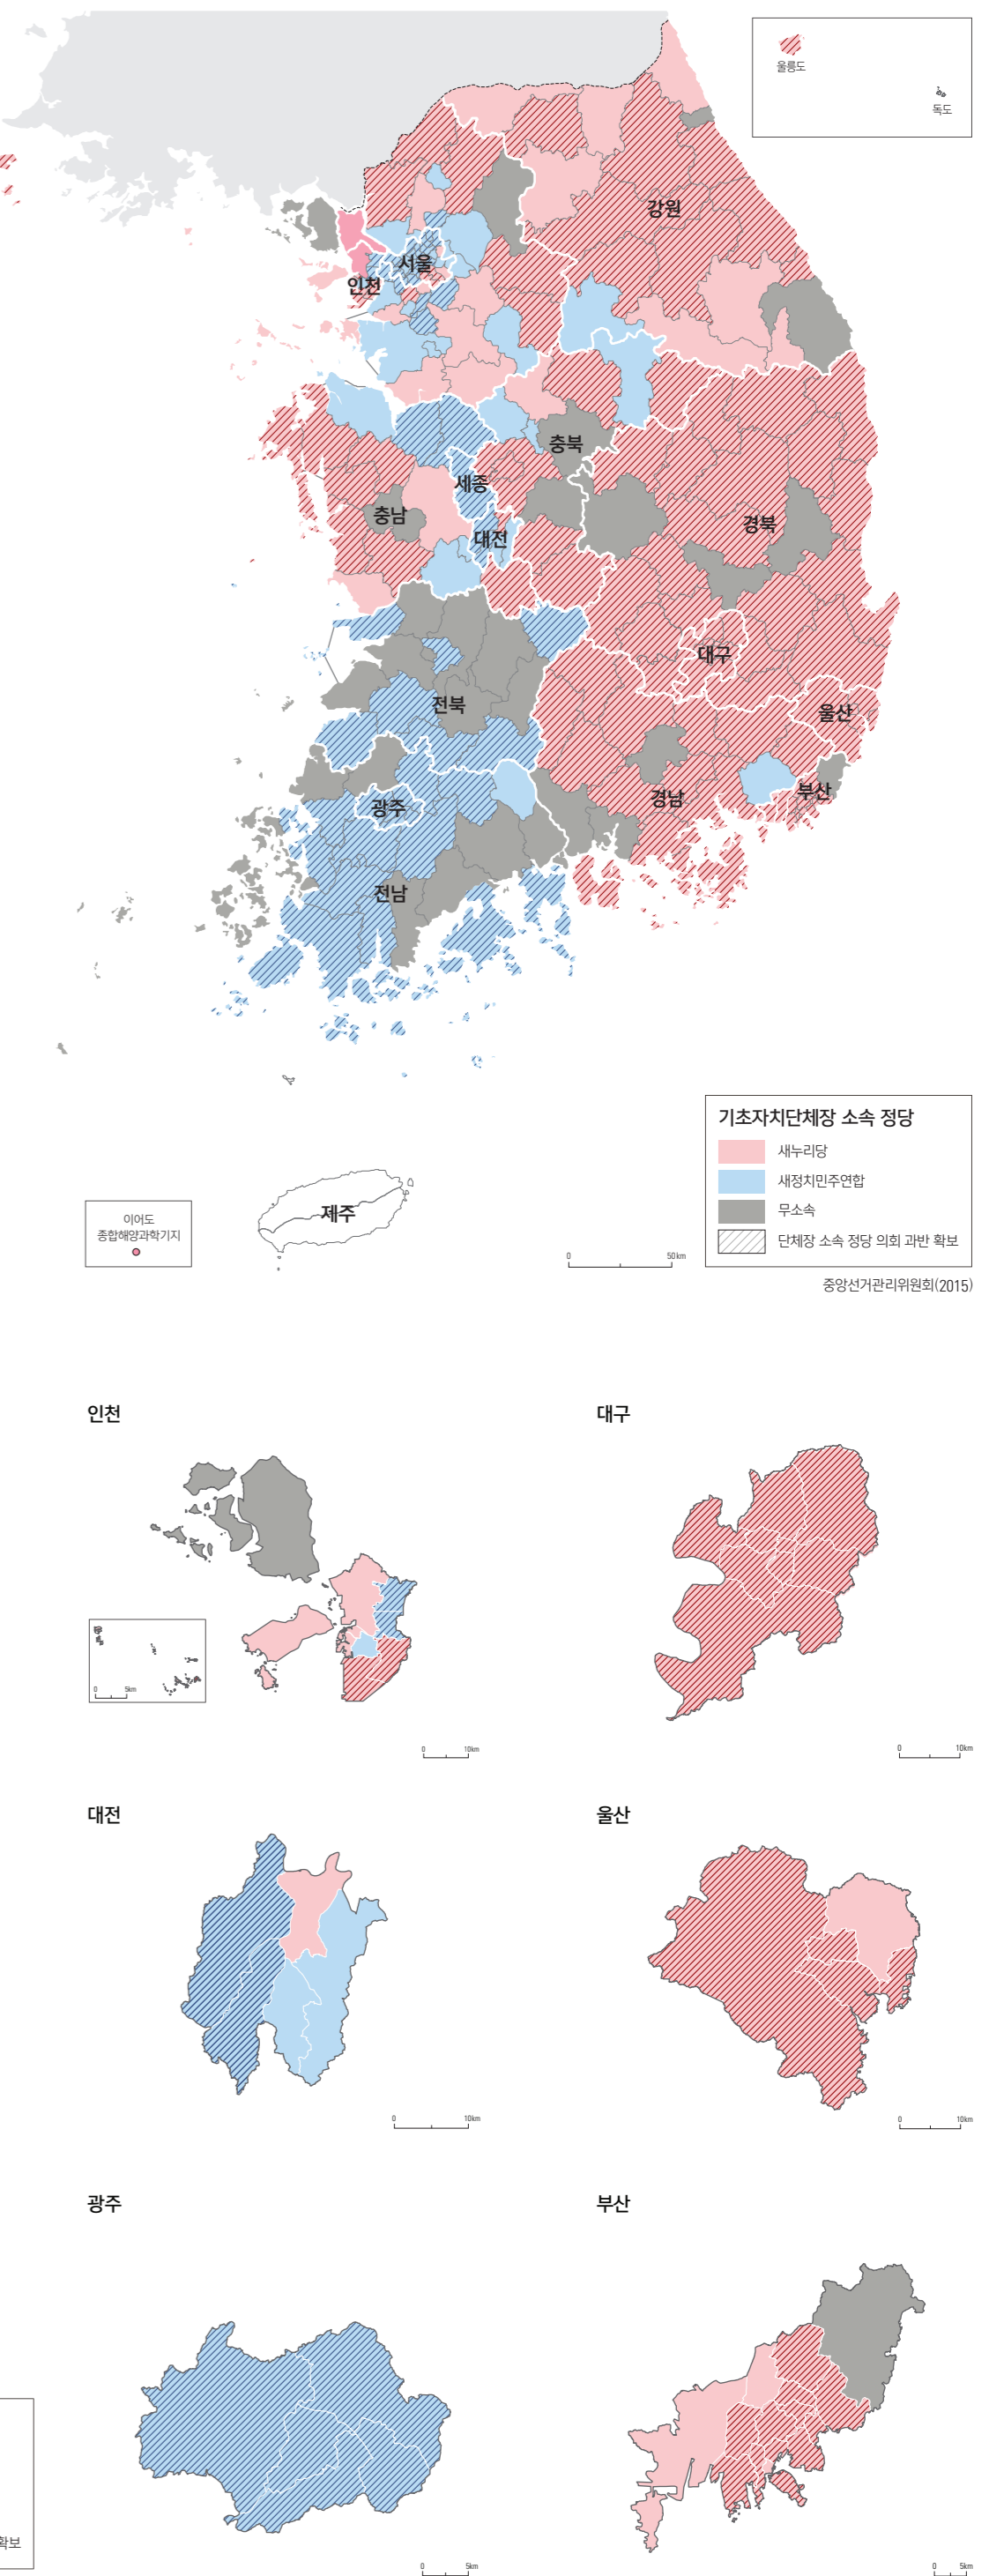 울릉도
독도
강원
서울
인천
충북
세종
충남
대전
경북
대구
전북
울산
광주
경남
부산
전남
제주
이어도
종합해양과학기지
0 50km
기초자치단체장 소속 정당
새누리당
새정치민주연합
무소속
단체장 소속 정당 의회 과반 확보
중앙선거관리위원회(2015)
인천
0 5km
0 10km
대구
0 10km
대전
0 10km
울산
0 10km
광주
확보
0 5km
부산
0 5km